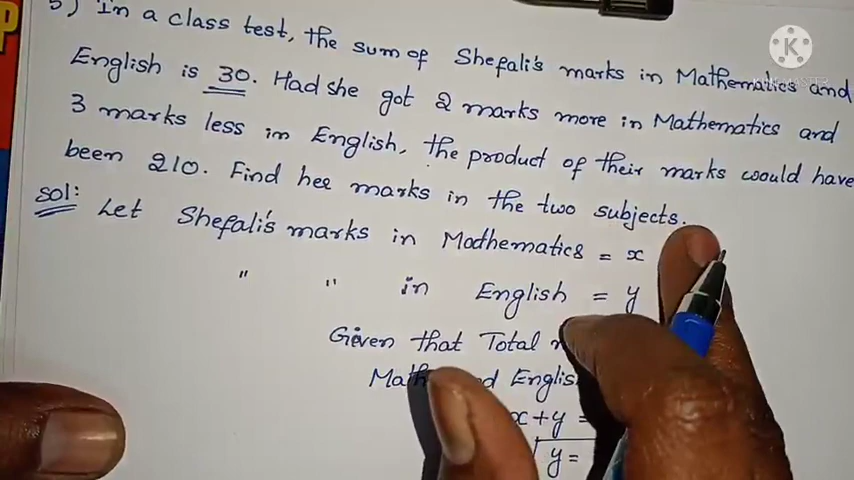 5) In a class test, the sum of Shefali's marks in Mathematics and
English is 30. Had she got 2 marks more in Mathematics and
3 marks less in English, the product of their marks would have
been 210. Find her marks in the two subjects.
Sol: Let Shefali's marks in Mathematics = x
" " in English = y
Given that Total
and English
x+y =
y =
KINEMASTER